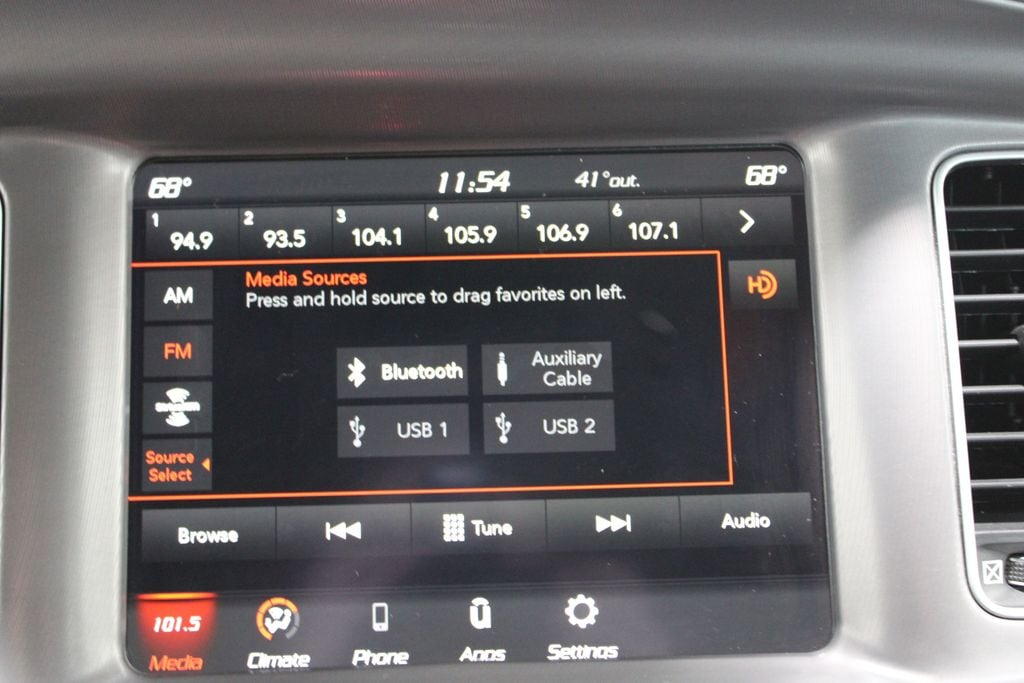 68° 11:54 41° out. 68°
1 2 3 4 5 6
94.9 93.5 104.1 105.9 106.9 107.1
Media Sources
Press and hold source to drag favorites on left.
HD
AM
FM
Source
Select
Bluetooth
Auxiliary
Cable
USB 1
USB 2
Browse
Tune
Audio
101.5
Media Climate Phone Apps Settings